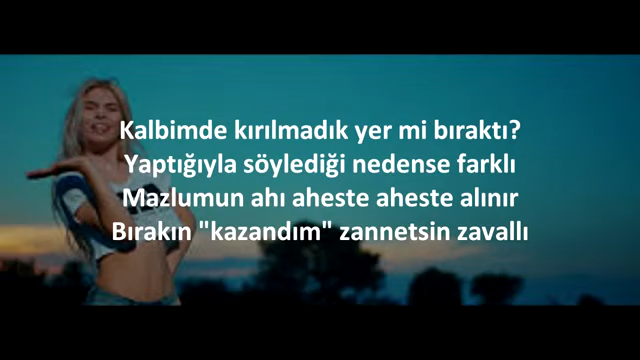 Kalbimde kırılmadık yer mi bıraktı?
Yaptığıyla söylediği nedense farklı
Mazlumun ahı aheste aheste alınır
Bırakın "kazandım" zannetsin zavallı